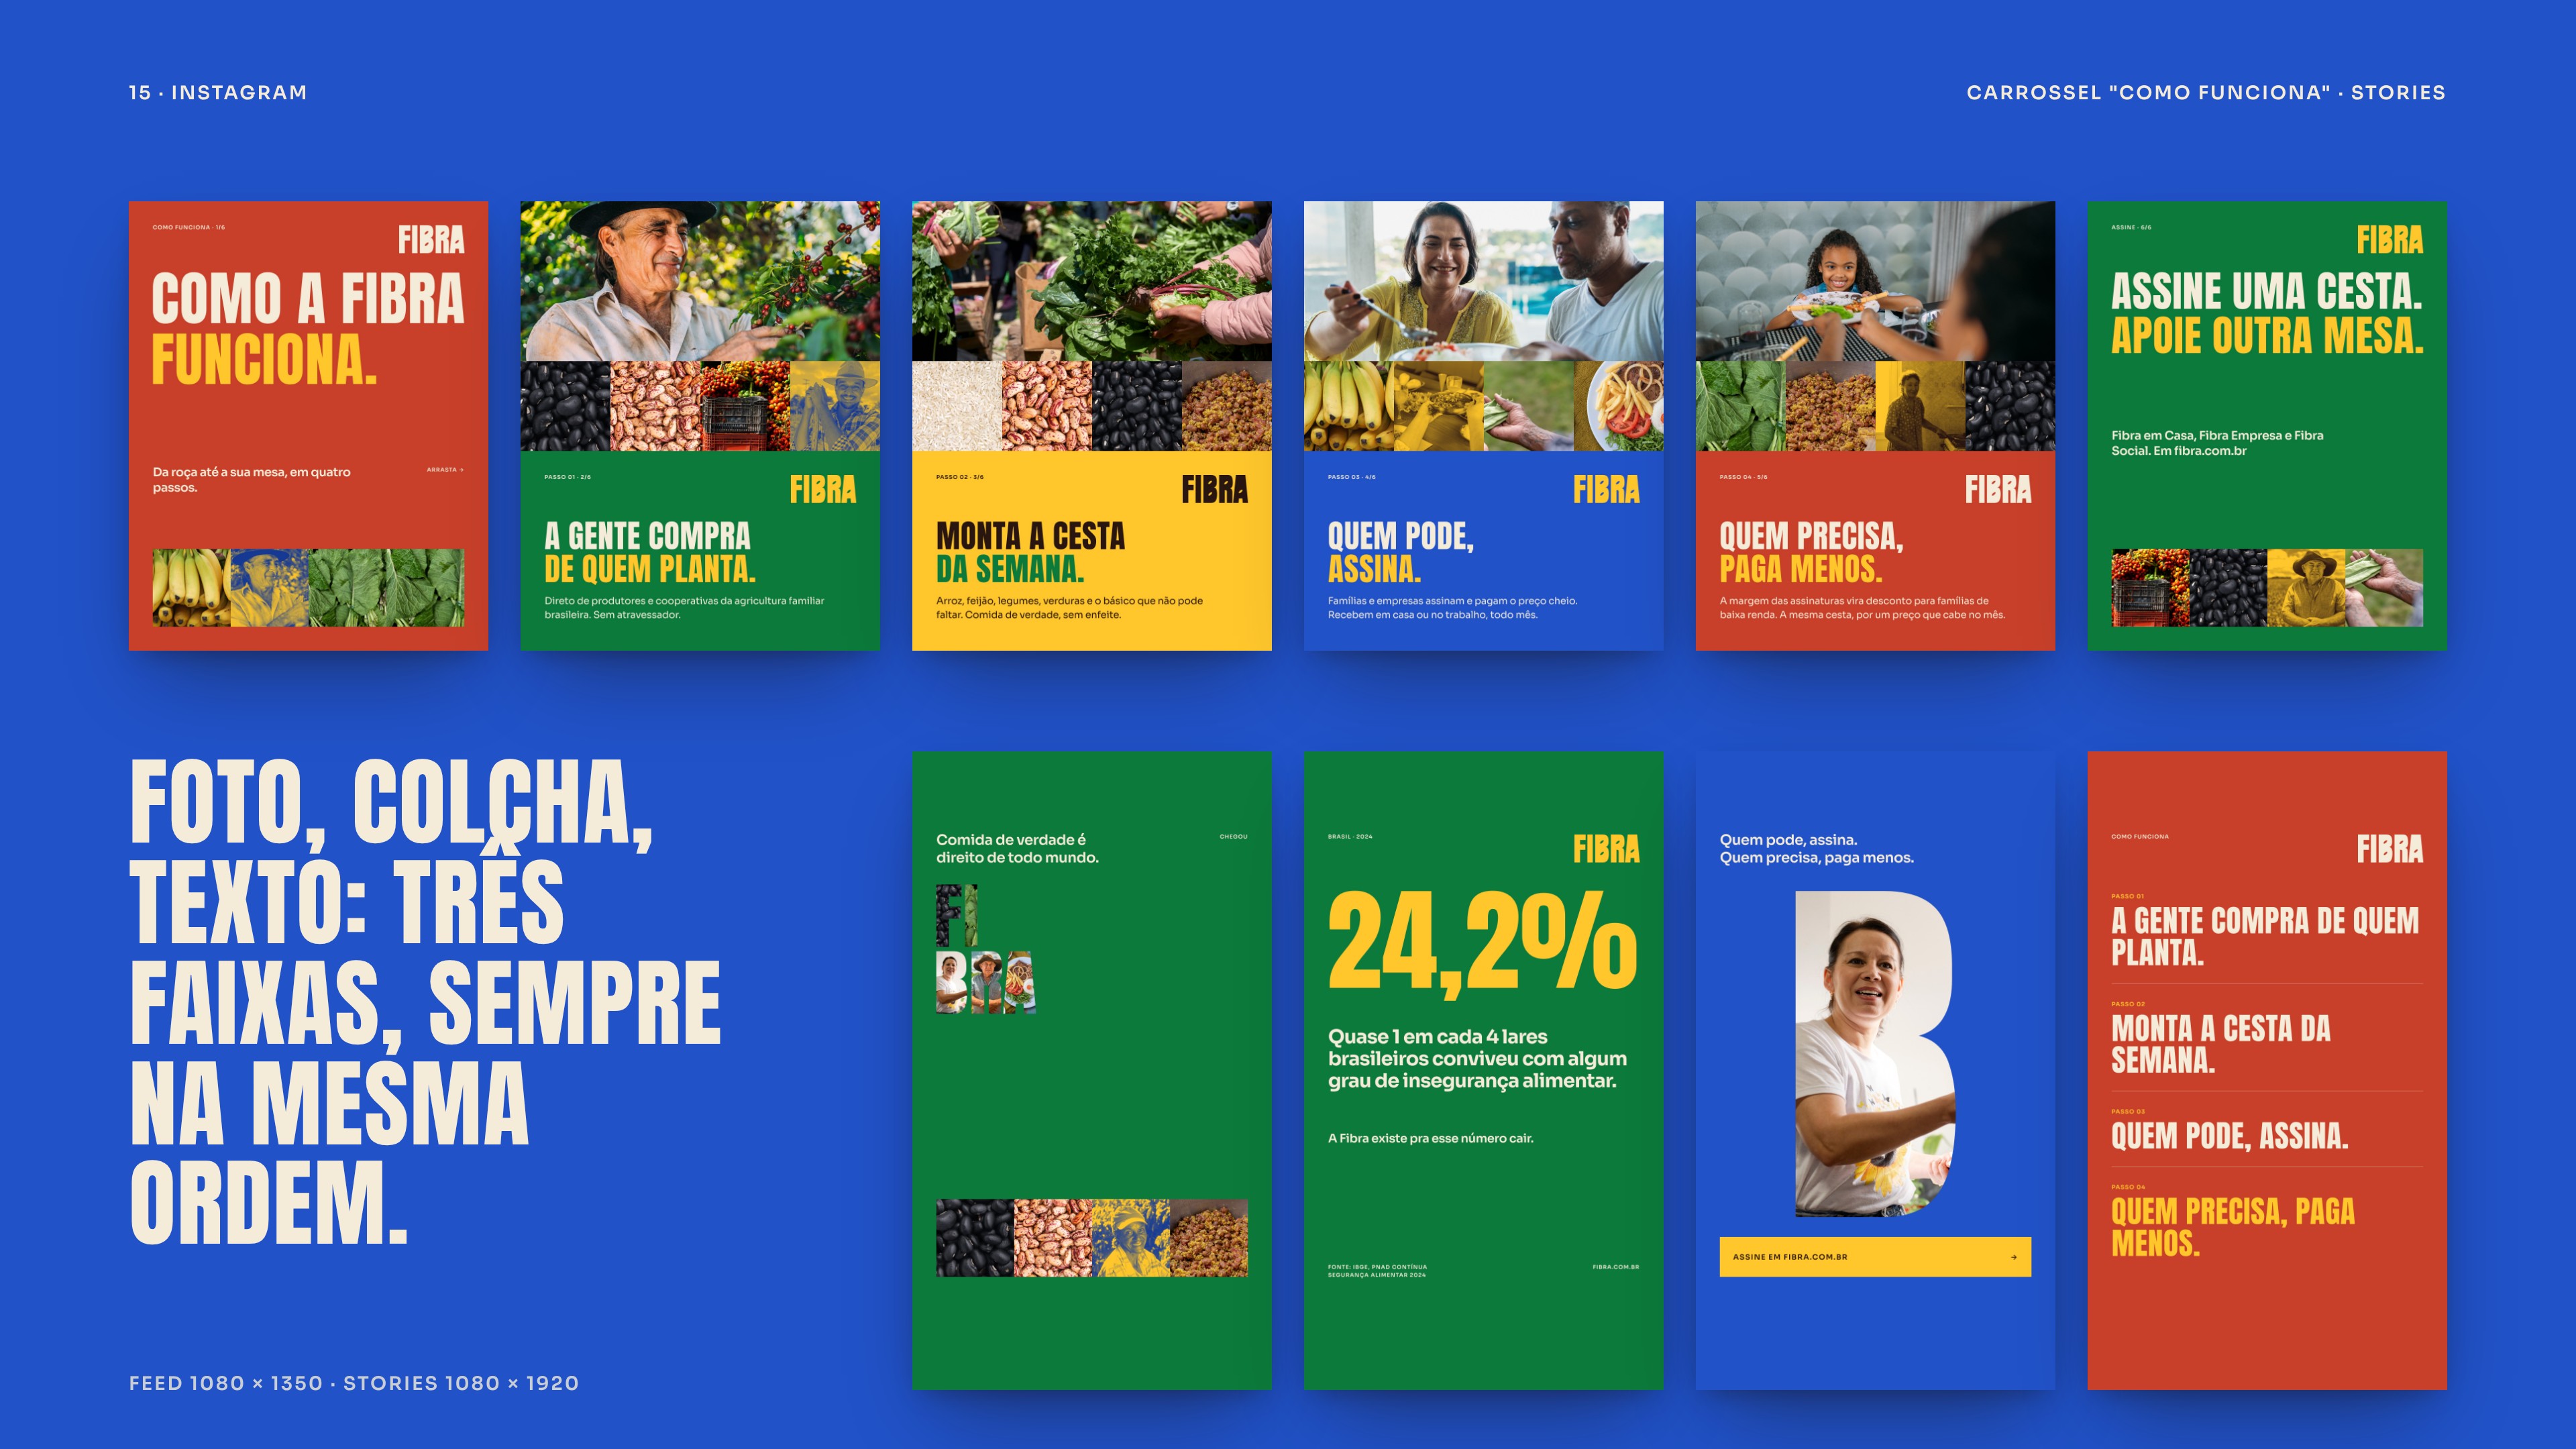 15 · INSTAGRAM
CARROSSEL "COMO FUNCIONA" · STORIES
COMO FUNCIONA · 1/6
FIBRA
COMO A FIBRA
FUNCIONA.
Da roça até a sua mesa, em quatro
passos.
ARRASTA →
PASSO 01 · 2/6
FIBRA
A GENTE COMPRA
DE QUEM PLANTA.
Direto de produtores e cooperativas da agricultura familiar
brasileira. Sem atravessador.
PASSO 02 · 3/6
FIBRA
MONTA A CESTA
DA SEMANA.
Arroz, feijão, legumes, verduras e o básico que não pode
faltar. Comida de verdade, sem enfeite.
PASSO 03 · 4/6
FIBRA
QUEM PODE,
ASSINA.
Famílias e empresas assinam e pagam o preço cheio.
Recebem em casa ou no trabalho, todo mês.
PASSO 04 · 5/6
FIBRA
QUEM PRECISA,
PAGA MENOS.
A margem das assinaturas vira desconto para famílias de
baixa renda. A mesma cesta, por um preço que cabe no mês.
ASSINE · 6/6
FIBRA
ASSINE UMA CESTA.
APOIE OUTRA MESA.
Fibra em Casa, Fibra Empresa e Fibra
Social. Em fibra.com.br
FOTO, COLCHA,
TEXTO: TRÊS
FAIXAS, SEMPRE
NA MESMA
ORDEM.
FEED 1080 × 1350 · STORIES 1080 × 1920
Comida de verdade é
direito de todo mundo.
CHEGOU
FI
BRA
BRASIL · 2024
FIBRA
24,2%
Quase 1 em cada 4 lares
brasileiros conviveu com algum
grau de insegurança alimentar.
A Fibra existe pra esse número cair.
FONTE: IBGE, PNAD CONTÍNUA
SEGURANÇA ALIMENTAR 2024
FIBRA.COM.BR
Quem pode, assina.
Quem precisa, paga menos.
B
ASSINE EM FIBRA.COM.BR →
COMO FUNCIONA
FIBRA
PASSO 01
A GENTE COMPRA DE QUEM
PLANTA.
PASSO 02
MONTA A CESTA DA
SEMANA.
PASSO 03
QUEM PODE, ASSINA.
PASSO 04
QUEM PRECISA, PAGA
MENOS.